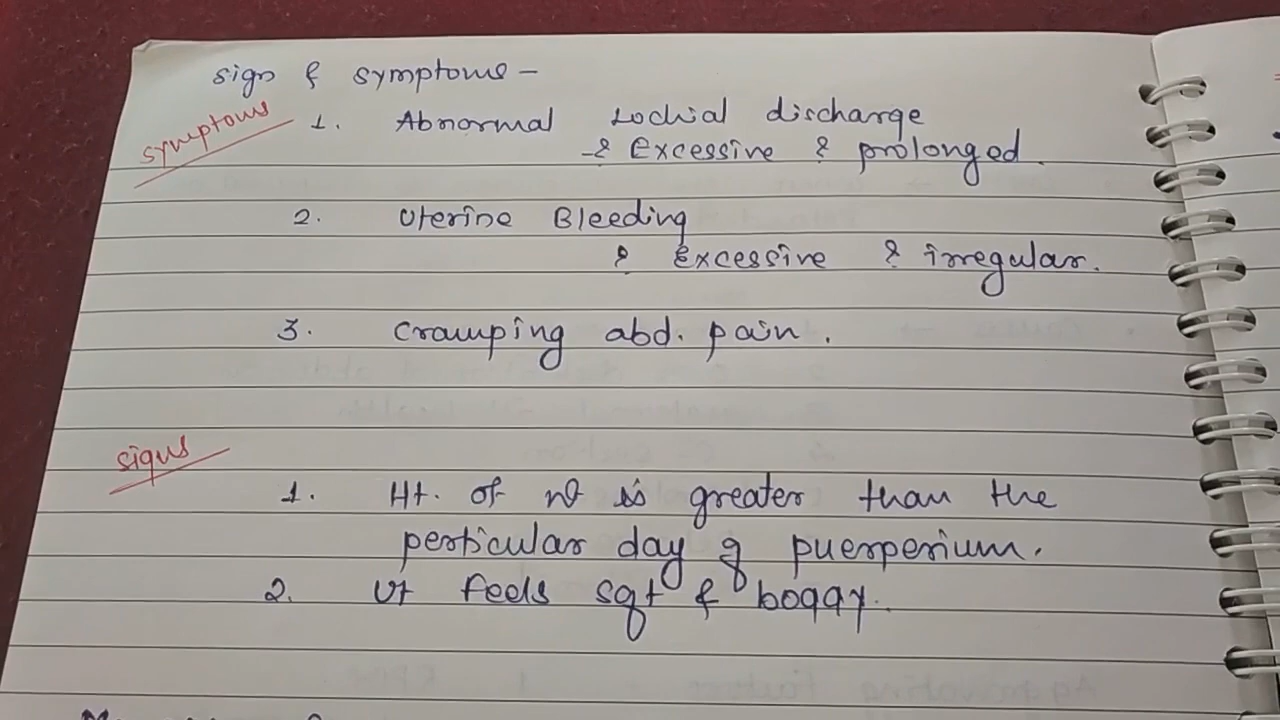 sign & symptoms -
symptoms
1. Abnormal Lochial discharge
-& Excessive & prolonged.
2. Uterine Bleeding
& Excessive & irregular.
3. Cramping abd. pain.
signs
1. Ht. of ut is greater than the
perticular day of puerperium.
2. Ut feels soft & boggy.